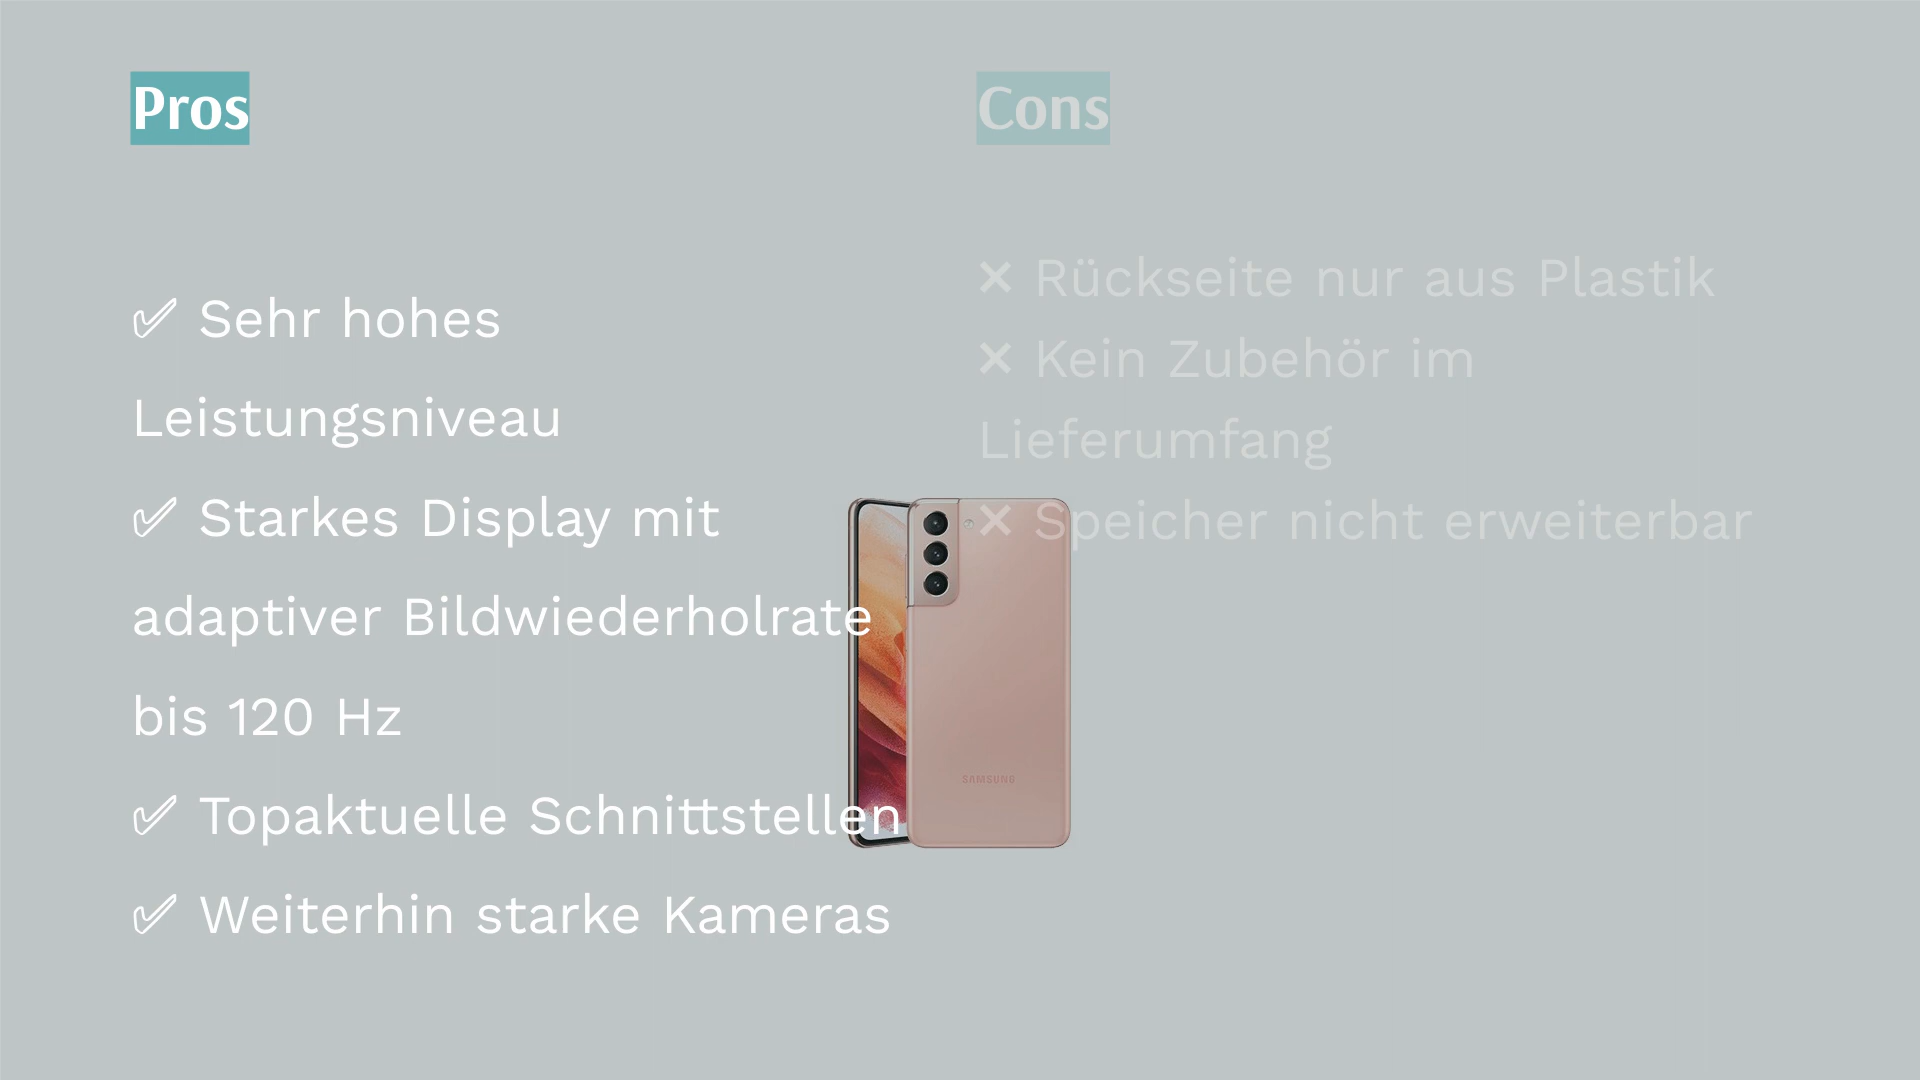 Pros
✅ Sehr hohes
Leistungsniveau
✅ Starkes Display mit
adaptiver Bildwiederholrate
bis 120 Hz
✅ Topaktuelle Schnittstellen
✅ Weiterhin starke Kameras
Cons
❌ Rückseite nur aus Plastik
❌ Kein Zubehör im
Lieferumfang
❌ Speicher nicht erweiterbar
SAMSUNG